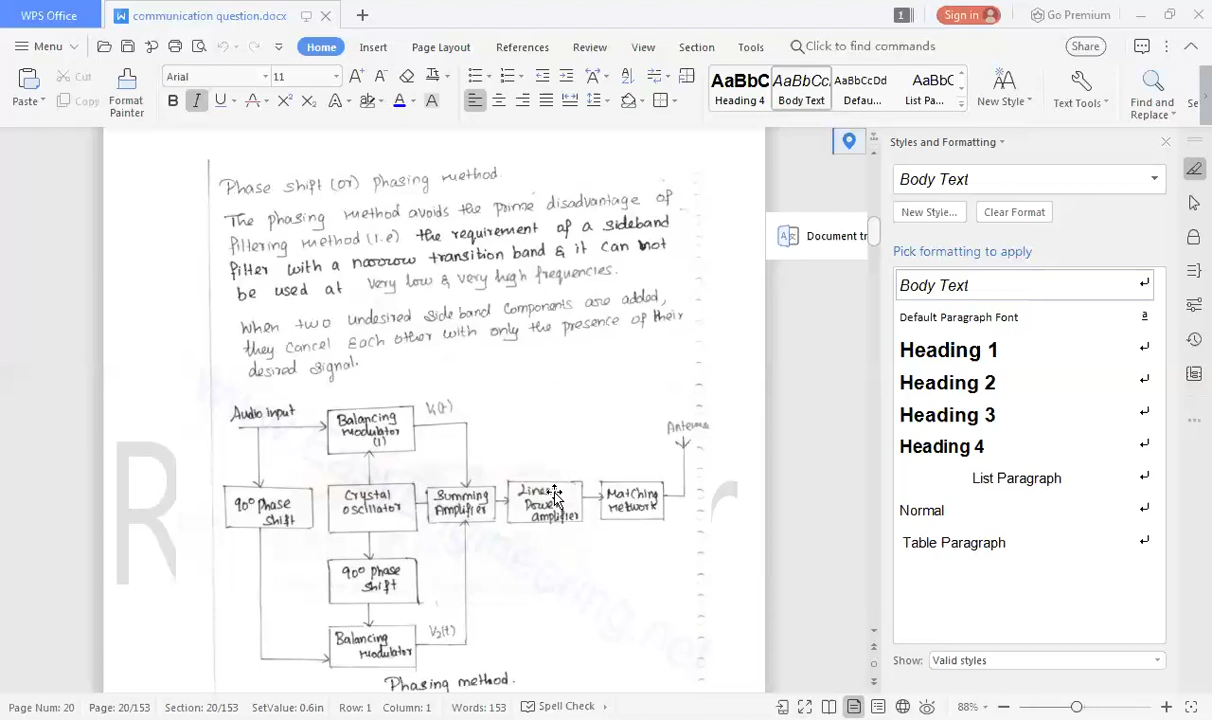 WPS Office
communication question.docx
1
Sign in
Go Premium
Menu
Home
Insert
Page Layout
References
Review
View
Section
Tools
Click to find commands
Share
Paste
Cut
Copy
Format
Painter
Arial
11
AaBbC
Heading 4
AaBbCc
Body Text
AaBbCcDd
Defau...
AaBbC
List Pa...
New Style
Text Tools
Find and
Replace
Se
Phase shift (or) phasing method.
The phasing method avoids the prime disadvantage of
filtering method (i.e) the requirement of a sideband
filter with a narrow transition band & it can not
be used at very low & very high frequencies.
When two undesired side band components are added,
they cancel each other with only the presence of their
desired signal.
Audio input
Balancing
modulator
(1)
V₁(t)
Antenna
90° phase
shift
Crystal
oscillator
Summing
Amplifier
Linear
Power
amplifier
Matching
network
90° phase
shift
Balancing
modulator
V₂(t)
Phasing method.
Document tr
Styles and Formatting
Body Text
New Style...
Clear Format
Pick formatting to apply
Body Text
Default Paragraph Font
a
Heading 1
Heading 2
Heading 3
Heading 4
List Paragraph
Normal
Table Paragraph
Show:
Valid styles
Page Num: 20
Page: 20/153
Section: 20/153
SetValue: 0.6in
Row: 1
Column: 1
Words: 153
Spell Check
88%